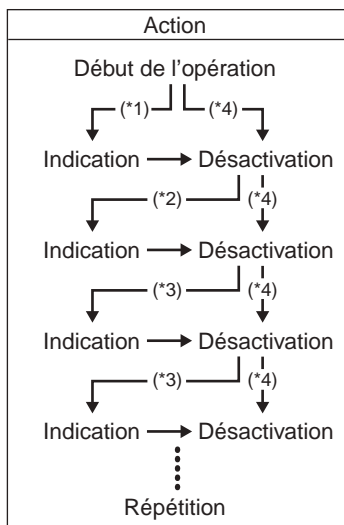 Action
Début de l'opération
(*1) (*4)
Indication Désactivation
(*2) (*4)
Indication Désactivation
(*3) (*4)
Indication Désactivation
(*3) (*4)
Indication Désactivation
Répétition